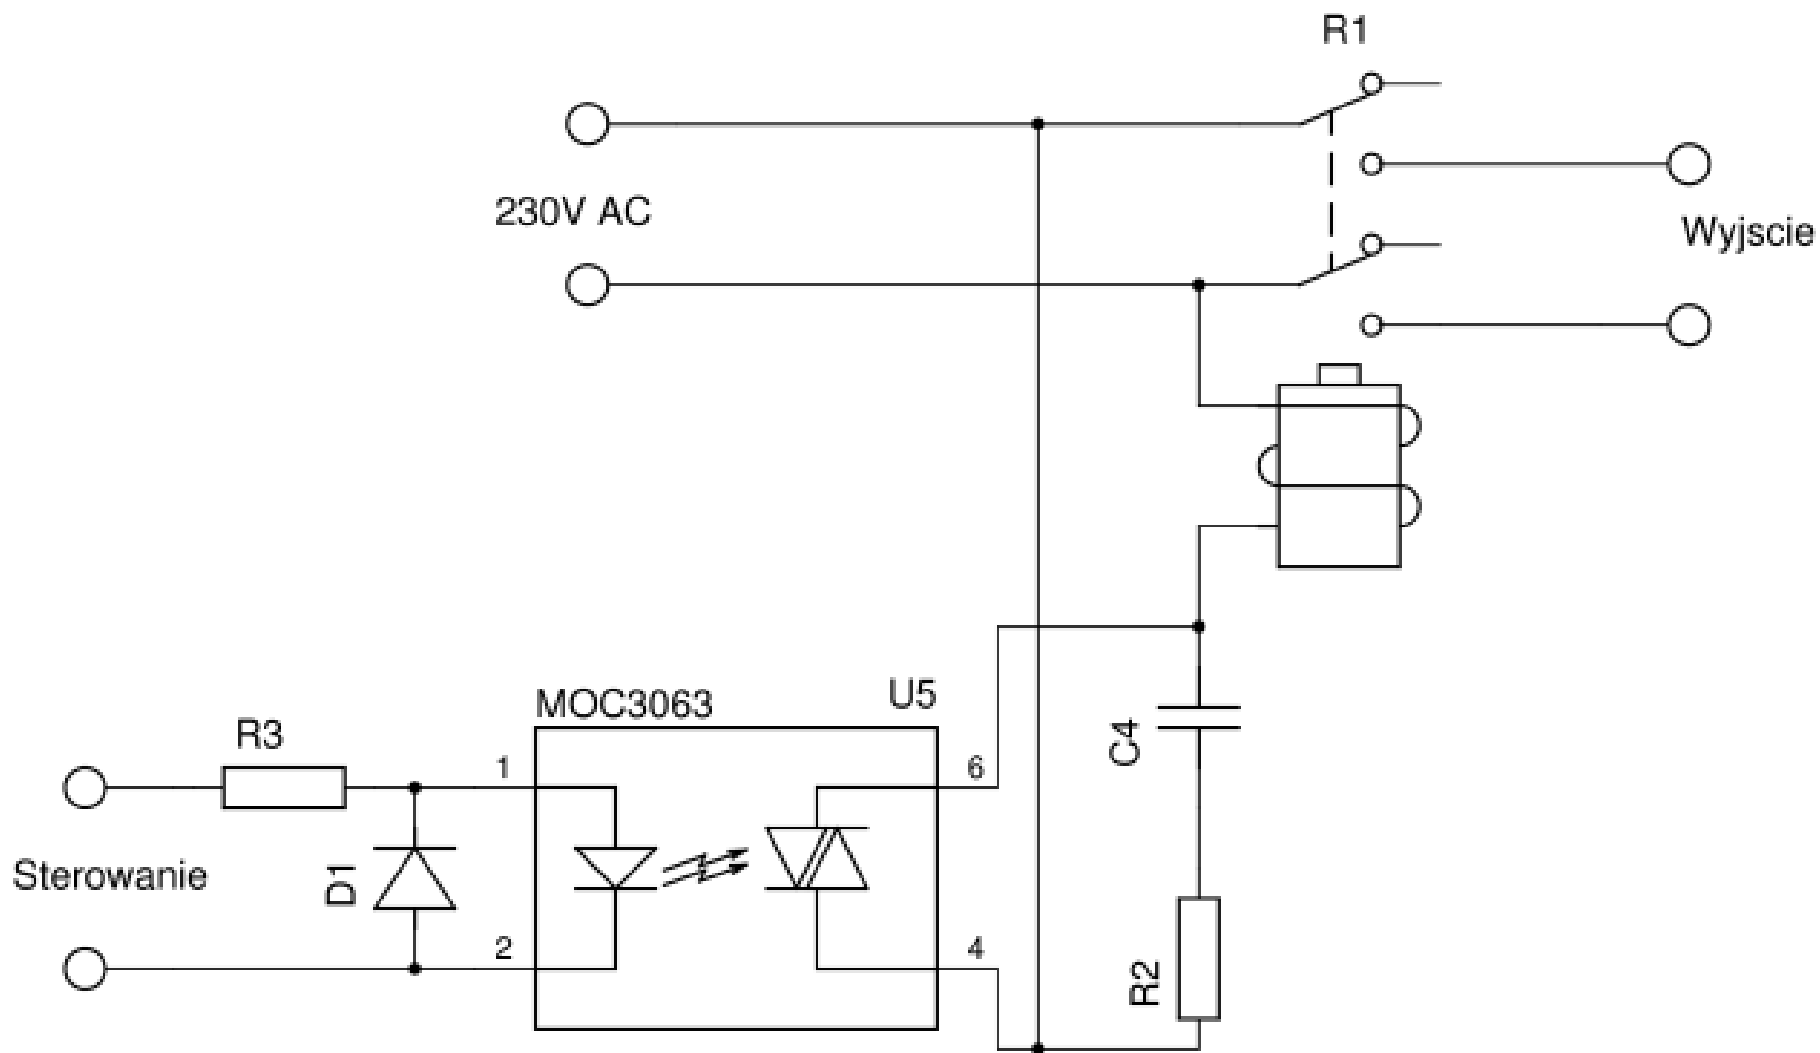 R1
230V AC
Wyjscie
MOC3063
U5
R3
1
6
C4
Sterowanie
D1
2
4
R2